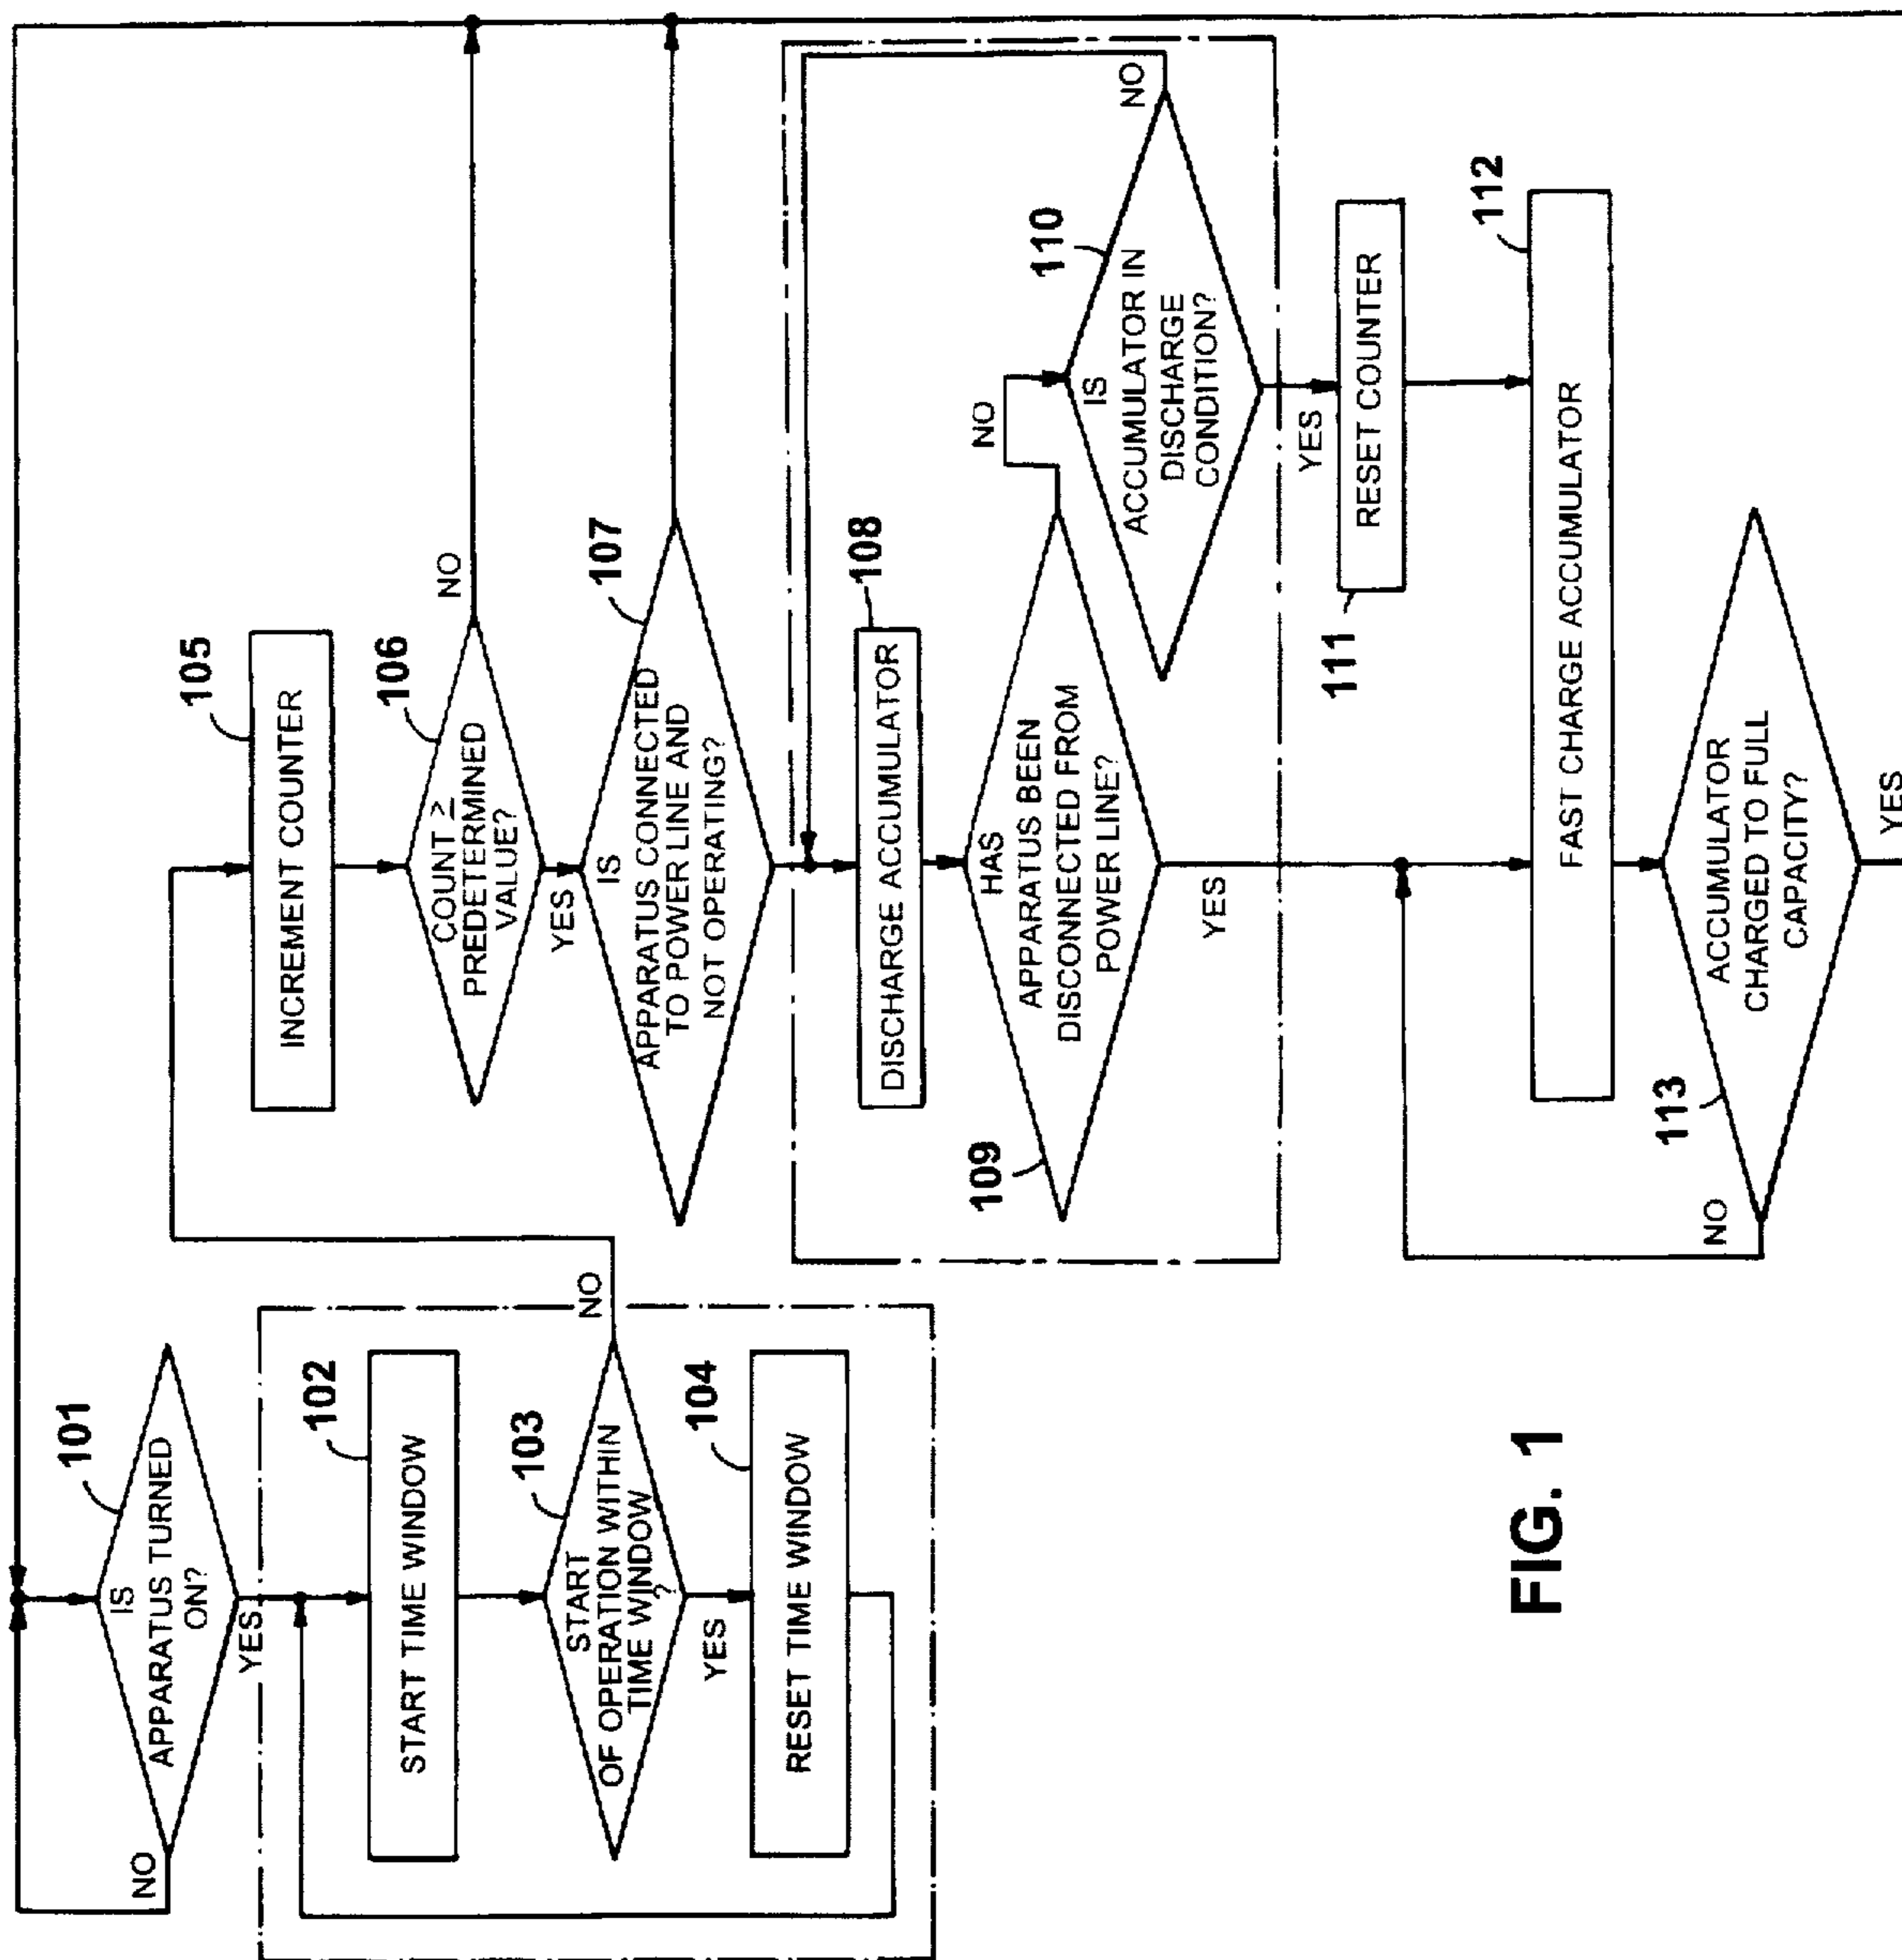 101
IS
APPARATUS TURNED
ON?
NO
YES
102
START TIME WINDOW
103
START
OF OPERATION WITHIN
TIME WINDOW
?
NO
YES
104
RESET TIME WINDOW
105
INCREMENT COUNTER
106
COUNT ≥
PREDETERMINED
VALUE?
NO
YES
107
IS
APPARATUS CONNECTED
TO POWER LINE AND
NOT OPERATING?
108
DISCHARGE ACCUMULATOR
109
HAS
APPARATUS BEEN
DISCONNECTED FROM
POWER LINE?
NO
YES
110
IS
ACCUMULATOR IN
DISCHARGE
CONDITION?
NO
YES
111
RESET COUNTER
112
FAST CHARGE ACCUMULATOR
113
ACCUMULATOR
CHARGED TO FULL
CAPACITY?
NO
YES
FIG. 1